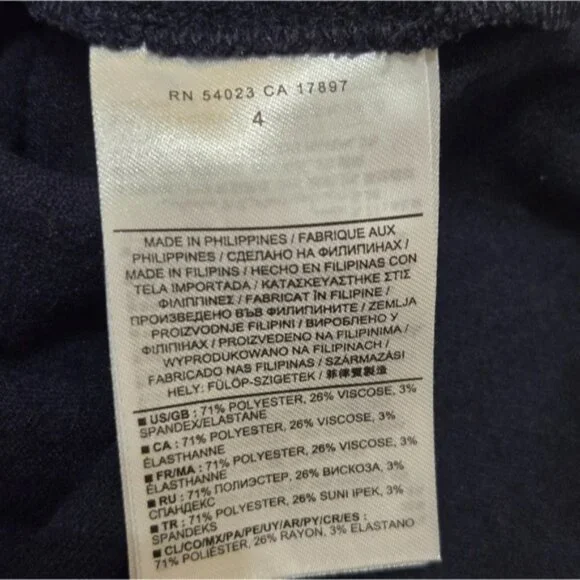 RN 54023 CA 17897
4
MADE IN PHILIPPINES / FABRIQUE AUX
PHILIPPINES / СДЕЛАНО НА ФИЛИПИНАХ /
MADE IN FILIPINS / HECHO EN FILIPINAS CON
TELA IMPORTADA / ΚΑΤΑΣΚΕΥΑΣΤΗΚΕ ΣΤΙΣ
ΦΙΛΙΠΠΙΝΕΣ / FABRICAT ÎN FILIPINE /
ПРОИЗВЕДЕНО ВЪВ ФИЛИПИНИТЕ / ZEMLJA
PROIZVODNJE FILIPINI / ВИРОБЛЕНО У
ФІЛІППІНАХ / PROIZVEDENO NA FILIPINIMA /
WYPRODUKOWANO NA FILIPINACH /
FABRICADO NAS FILIPINAS / SZÁRMAZÁSI
HELY: FÜLÖP-SZIGETEK / 菲律賓製造
■ US/GB : 71% POLYESTER, 26% VISCOSE, 3%
SPANDEX/ELASTANE
■ CA : 71% POLYESTER, 26% VISCOSE, 3%
ÉLASTHANNE
■ FR/MA : 71% POLYESTER, 26% VISCOSE, 3%
ÉLASTHANNE
■ RU : 71% ПОЛИЭСТЕР, 26% ВИСКОЗА, 3%
СПАНДЕКС
■ TR : 71% POLYESTER, 26% SUNI IPEK, 3%
SPANDEKS
■ CL/CO/MX/PA/PE/UY/AR/PY/CR/ES :
71% POLIÉSTER, 26% RAYON, 3% ELASTANO